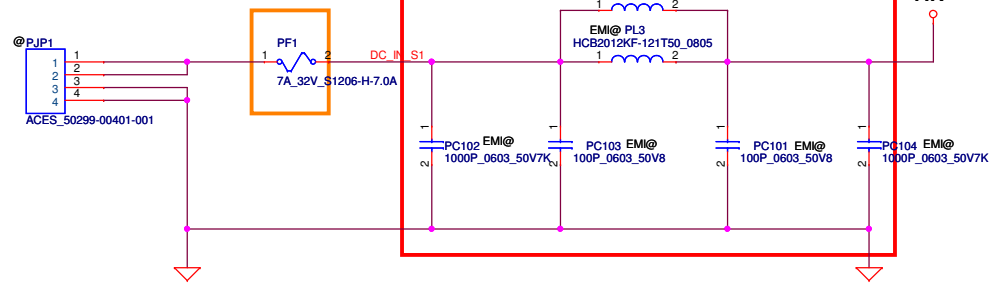 1 2
EMI@ PL3
HCB2012KF-121T50_0805
1 2
@ PJP1
1 1
2 2
3 3
4 4
ACES_50299-00401-001
PF1
1 2
7A_32V_S1206-H-7.0A
DC_IN_S1
1
2
PC102 EMI@
1000P_0603_50V7K
1
2
PC103 EMI@
100P_0603_50V8
1
2
PC101 EMI@
100P_0603_50V8
1
2
PC104 EMI@
1000P_0603_50V7K